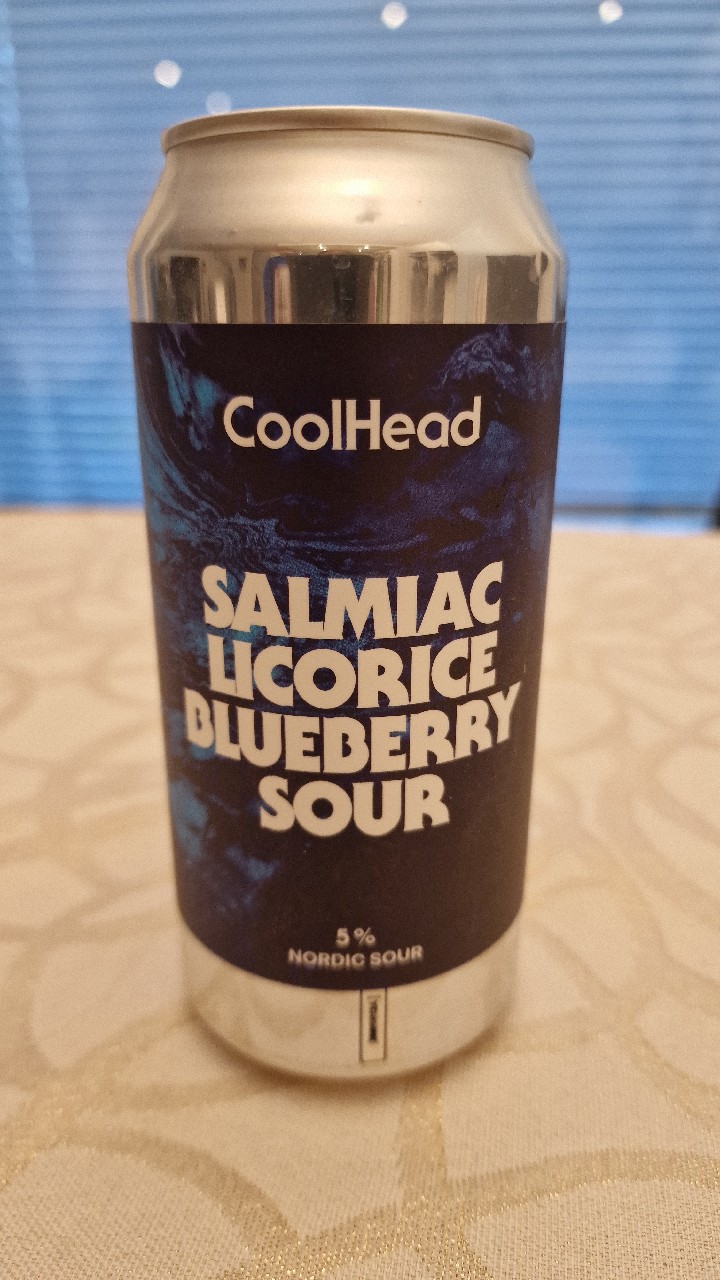 CoolHead
SALMIAC
LICORICE
BLUEBERRY
SOUR
5%
NORDIC SOUR